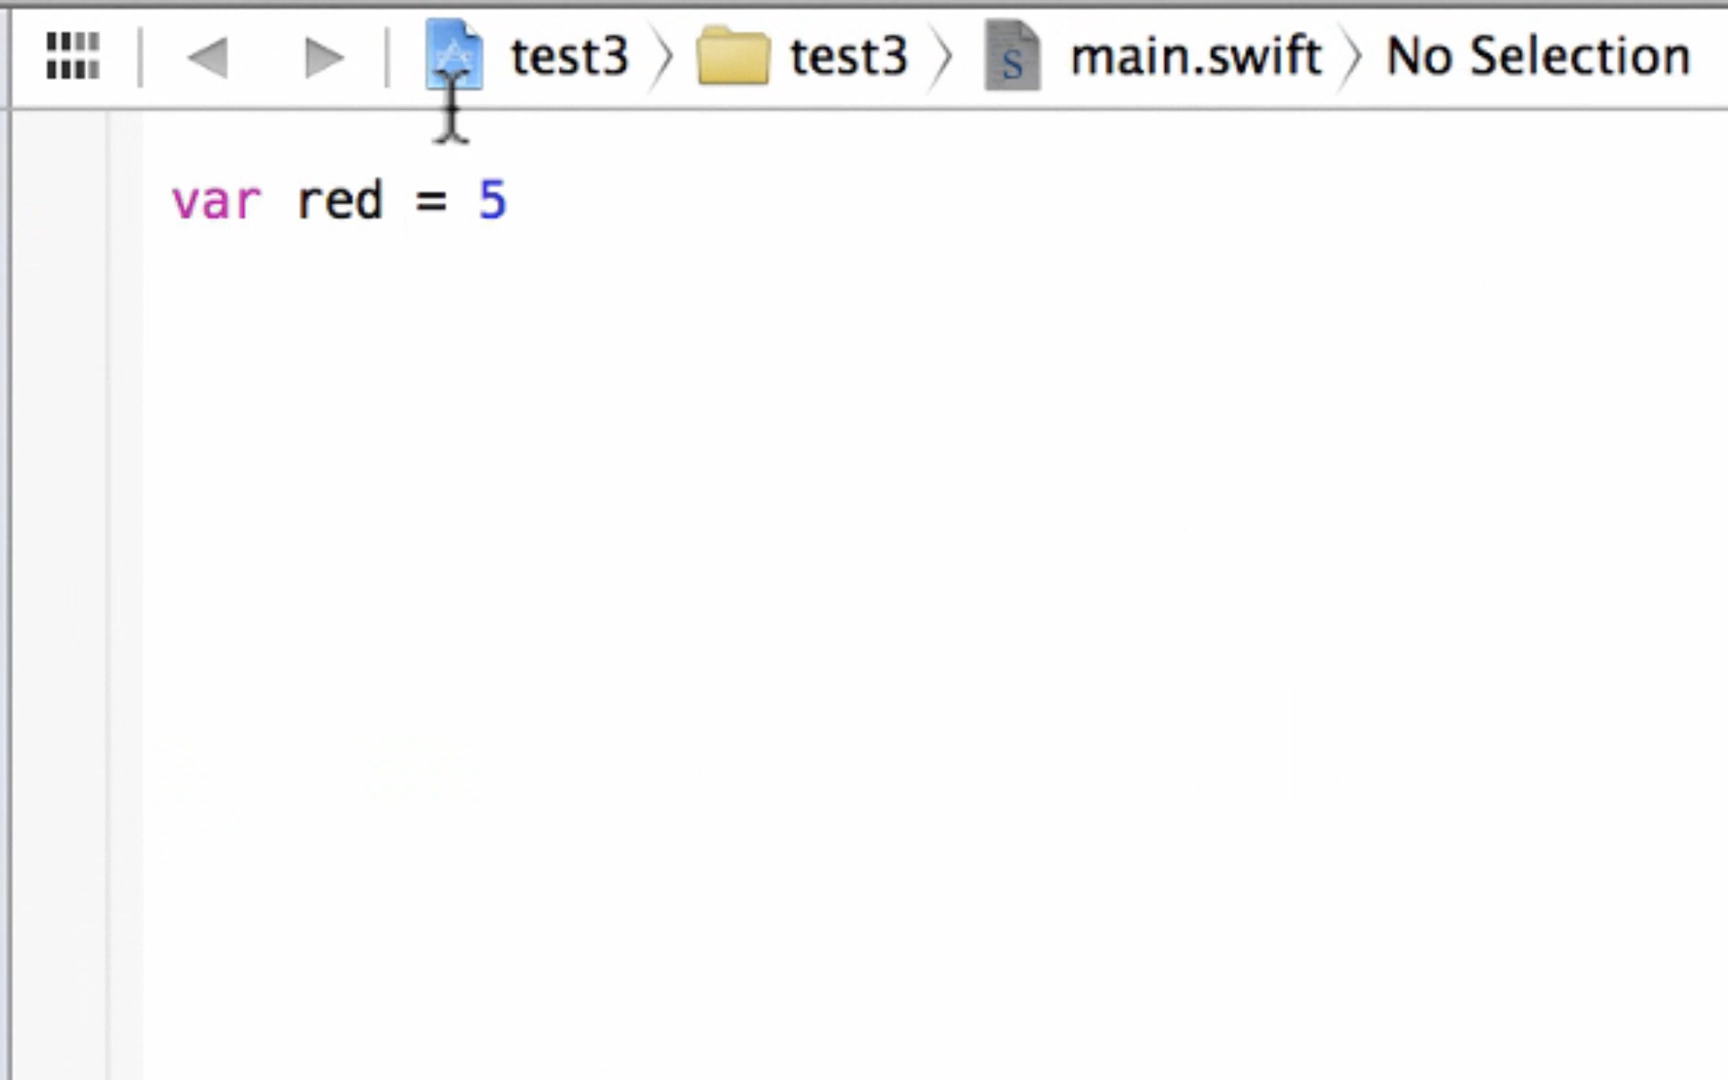 test3 〉 test3 〉 main.swift 〉 No Selection
var red = 5